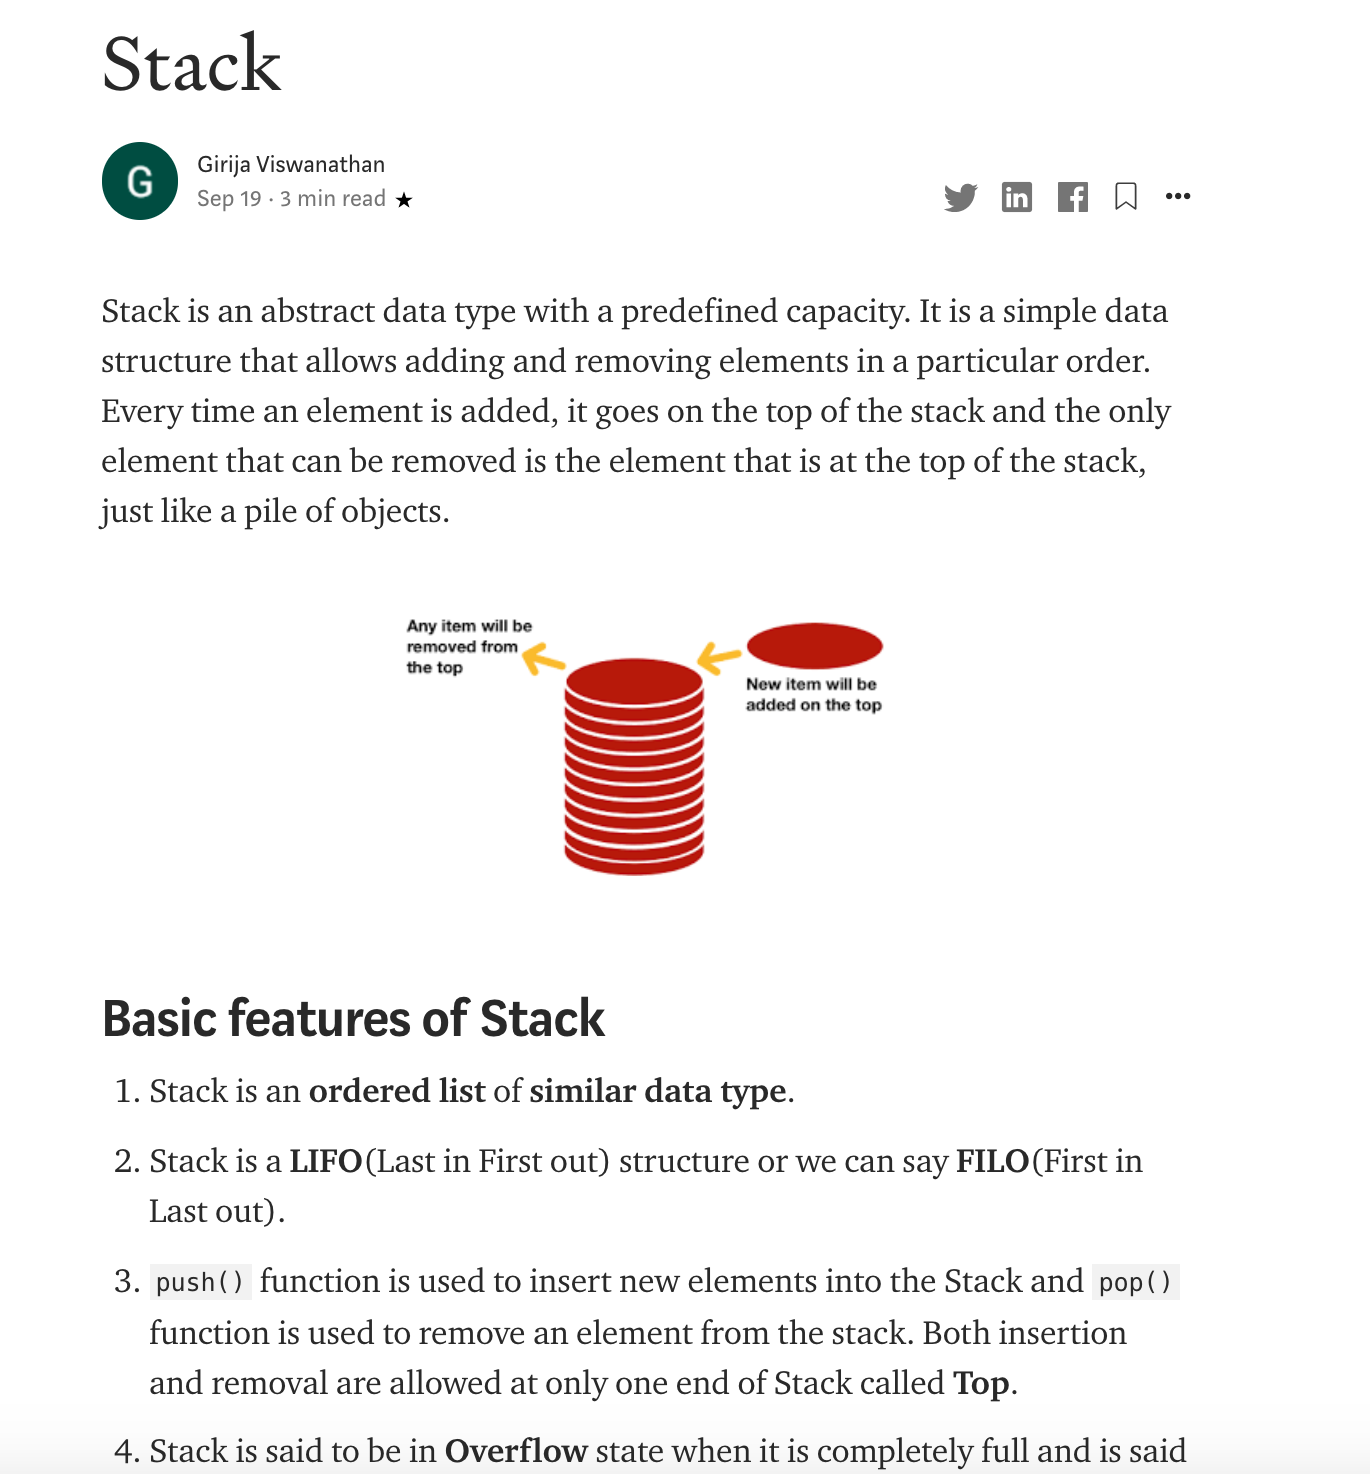 Stack
G
Girija Viswanathan
Sep 19 · 3 min read ★
Stack is an abstract data type with a predefined capacity. It is a simple data
structure that allows adding and removing elements in a particular order.
Every time an element is added, it goes on the top of the stack and the only
element that can be removed is the element that is at the top of the stack,
just like a pile of objects.
Any item will be
removed from
the top
New item will be
added on the top
Basic features of Stack
1. Stack is an ordered list of similar data type.
2. Stack is a LIFO(Last in First out) structure or we can say FILO(First in
Last out).
3. push() function is used to insert new elements into the Stack and pop()
function is used to remove an element from the stack. Both insertion
and removal are allowed at only one end of Stack called Top.
4. Stack is said to be in Overflow state when it is completely full and is said